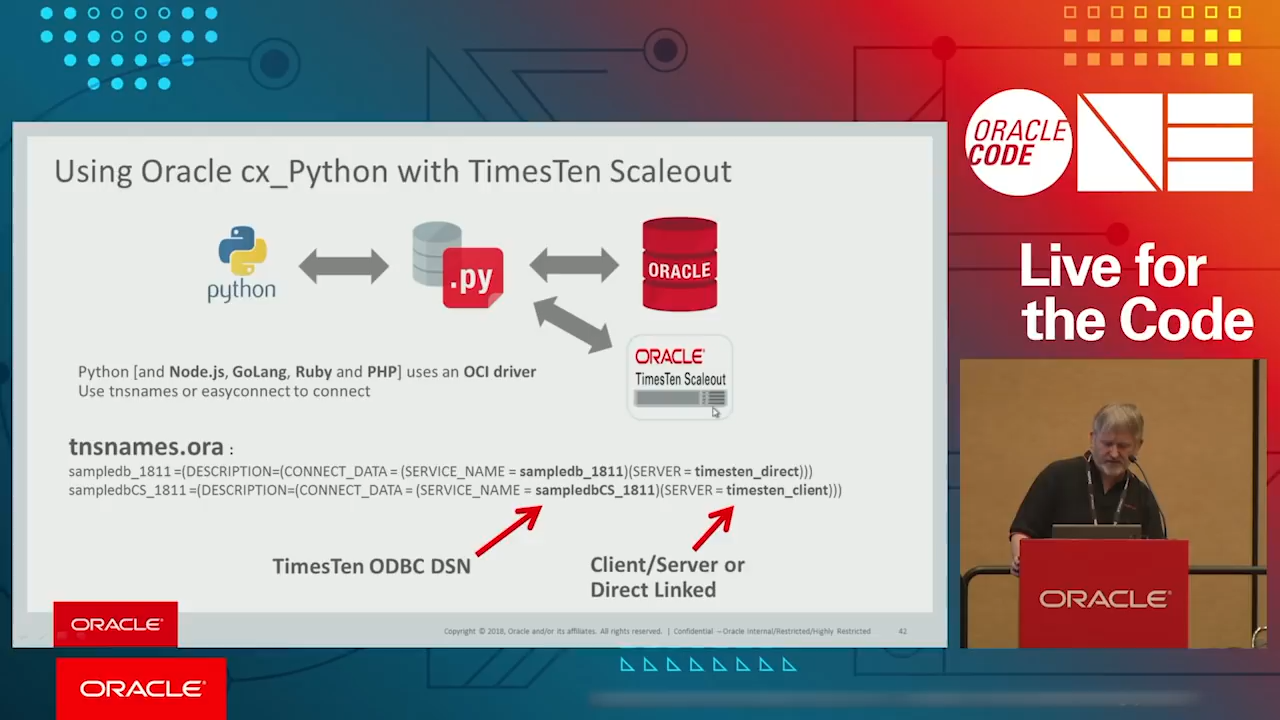 Using Oracle cx_Python with TimesTen Scaleout
python
.py
ORACLE
ORACLE®
TimesTen Scaleout
Python [and Node.js, GoLang, Ruby and PHP] uses an OCI driver
Use tnsnames or easyconnect to connect
tnsnames.ora :
sampledb_1811 =(DESCRIPTION=(CONNECT_DATA = (SERVICE_NAME = sampledb_1811)(SERVER = timesten_direct)))
sampledbCS_1811 =(DESCRIPTION=(CONNECT_DATA = (SERVICE_NAME = sampledbCS_1811)(SERVER = timesten_client)))
TimesTen ODBC DSN
Client/Server or
Direct Linked
ORACLE®
Copyright © 2018, Oracle and/or its affiliates. All rights reserved. | Confidential – Oracle Internal/Restricted/Highly Restricted 42
ORACLE®
ORACLE
CODE
ONE
Live for
the Code
ORACLE®